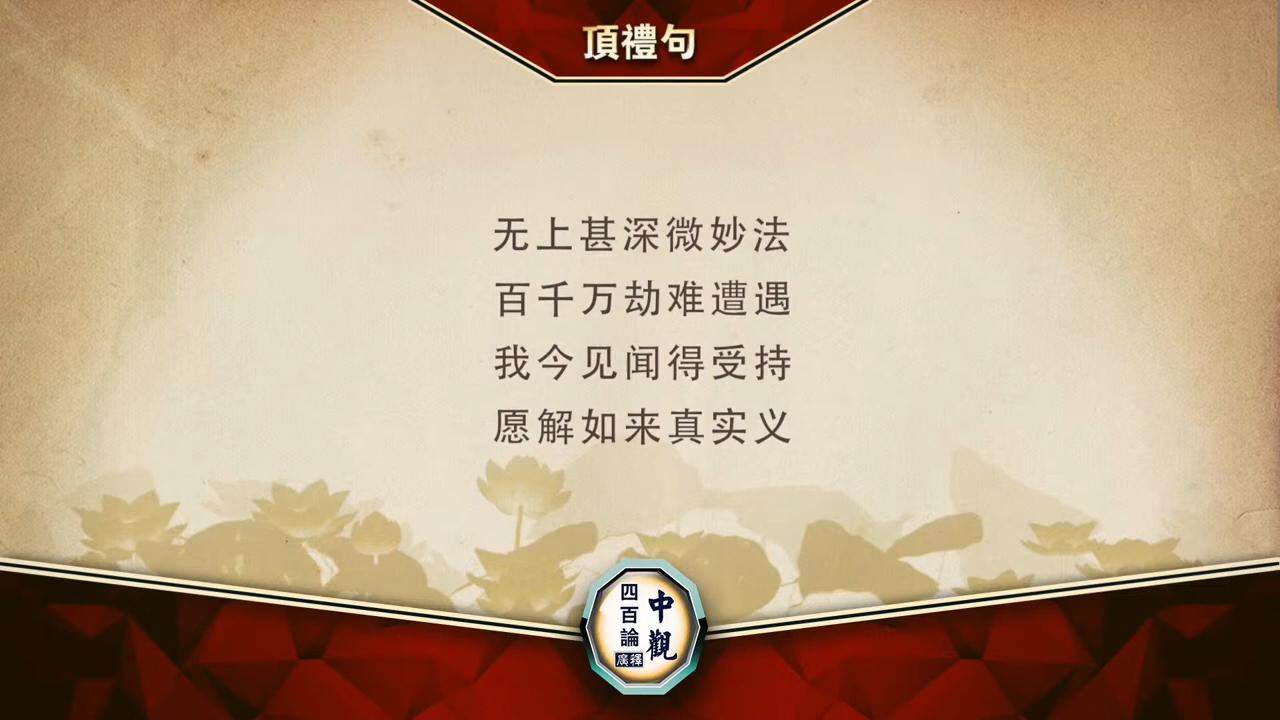 頂禮句
无上甚深微妙法
百千万劫难遭遇
我今见闻得受持
愿解如来真实义
中觀
四百論
廣釋